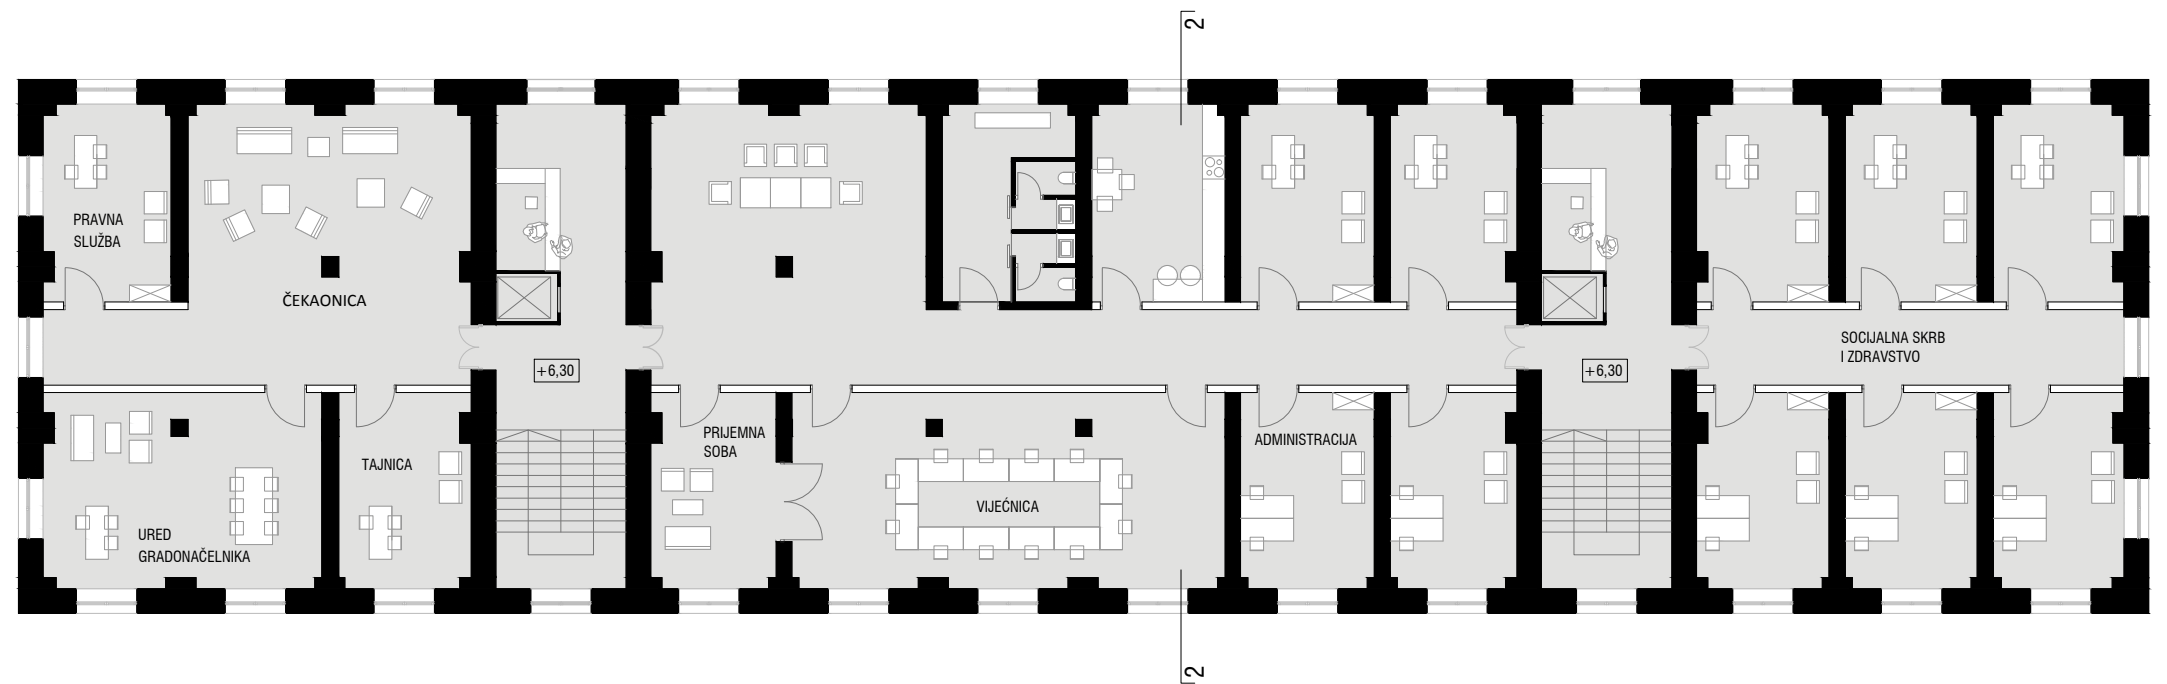 2
PRAVNA
SLUŽBA
ČEKAONICA
+6,30
+6,30
SOCIJALNA SKRB
I ZDRAVSTVO
URED
GRADONAČELNIKA
TAJNICA
PRIJEMNA
SOBA
VIJEĆNICA
ADMINISTRACIJA
2